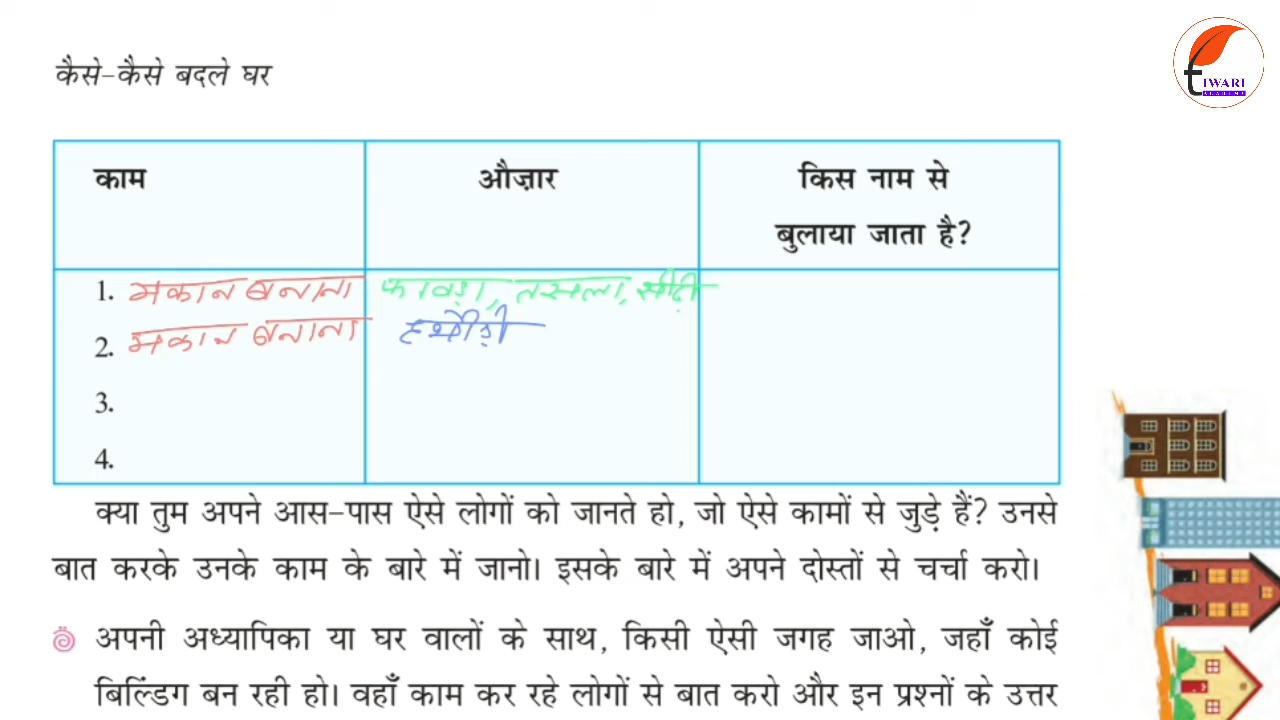 कैसे-कैसे बदले घर
tIWARI
ACADEMY
काम औज़ार किस नाम से
बुलाया जाता है?
1. मकान बनाना फावड़ा, तसला, सीढ़ी
2. मकान बनाना हथौड़ी
3.
4.
क्या तुम अपने आस-पास ऐसे लोगों को जानते हो, जो ऐसे कामों से जुड़े हैं? उनसे
बात करके उनके काम के बारे में जानो। इसके बारे में अपने दोस्तों से चर्चा करो।
अपनी अध्यापिका या घर वालों के साथ, किसी ऐसी जगह जाओ, जहाँ कोई
बिल्डिंग बन रही हो। वहाँ काम कर रहे लोगों से बात करो और इन प्रश्नों के उत्तर